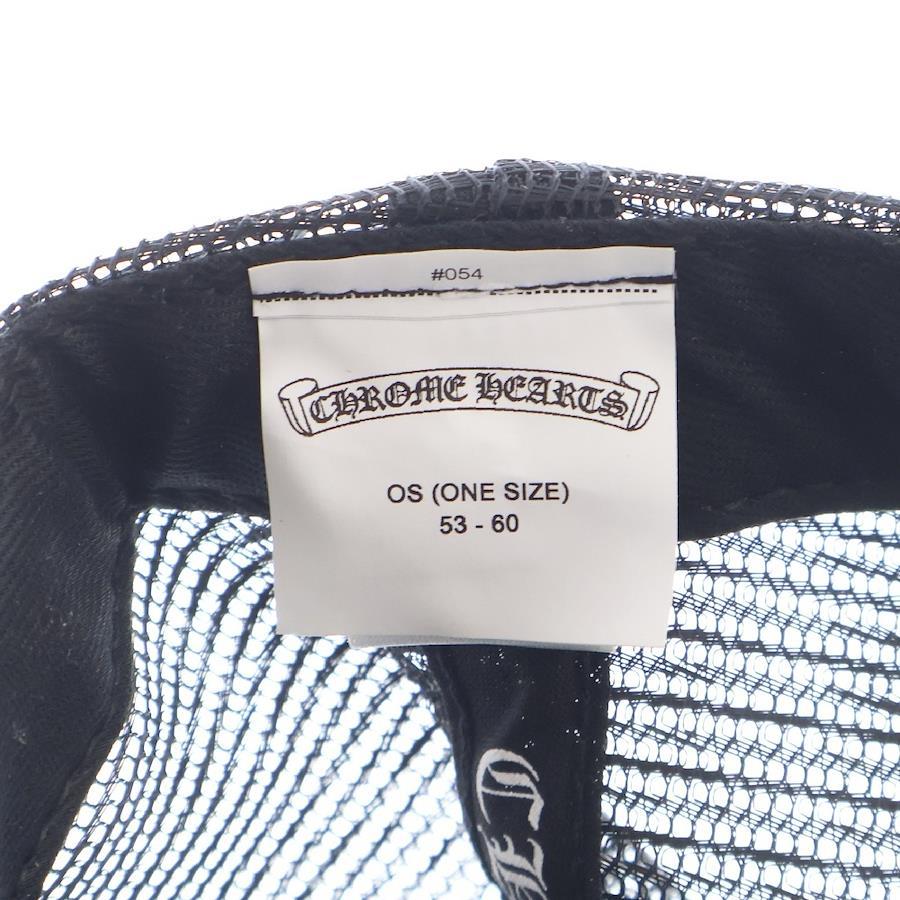 #054
CHROME HEARTS
OS (ONE SIZE)
53 - 60